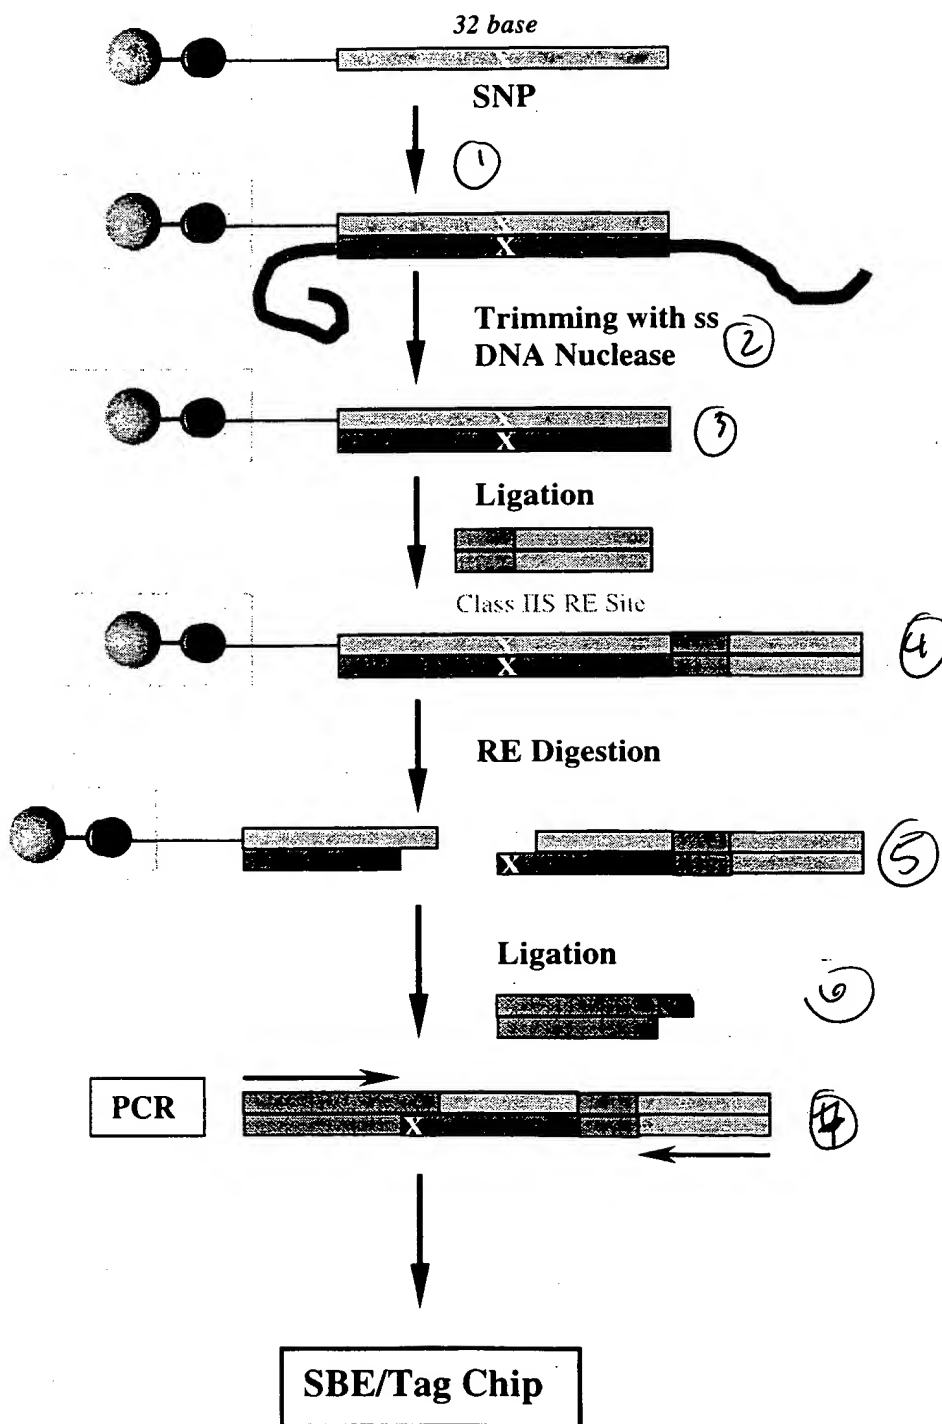 32 base
SNP
1
X
Trimming with ss
DNA Nuclease
2
X
3
Ligation
Class IIS RE Site
X
4
RE Digestion
X
5
Ligation
6
PCR
X
SBE/Tag Chip